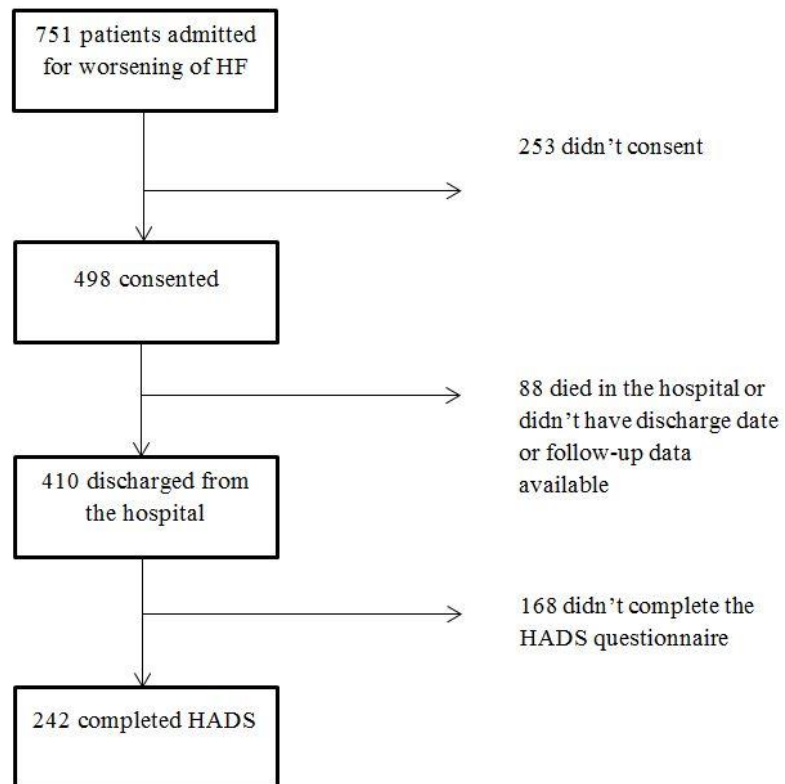 751 patients admitted
for worsening of HF
253 didn’t consent
498 consented
88 died in the hospital or
didn’t have discharge date
or follow-up data
available
410 discharged from
the hospital
168 didn’t complete the
HADS questionnaire
242 completed HADS